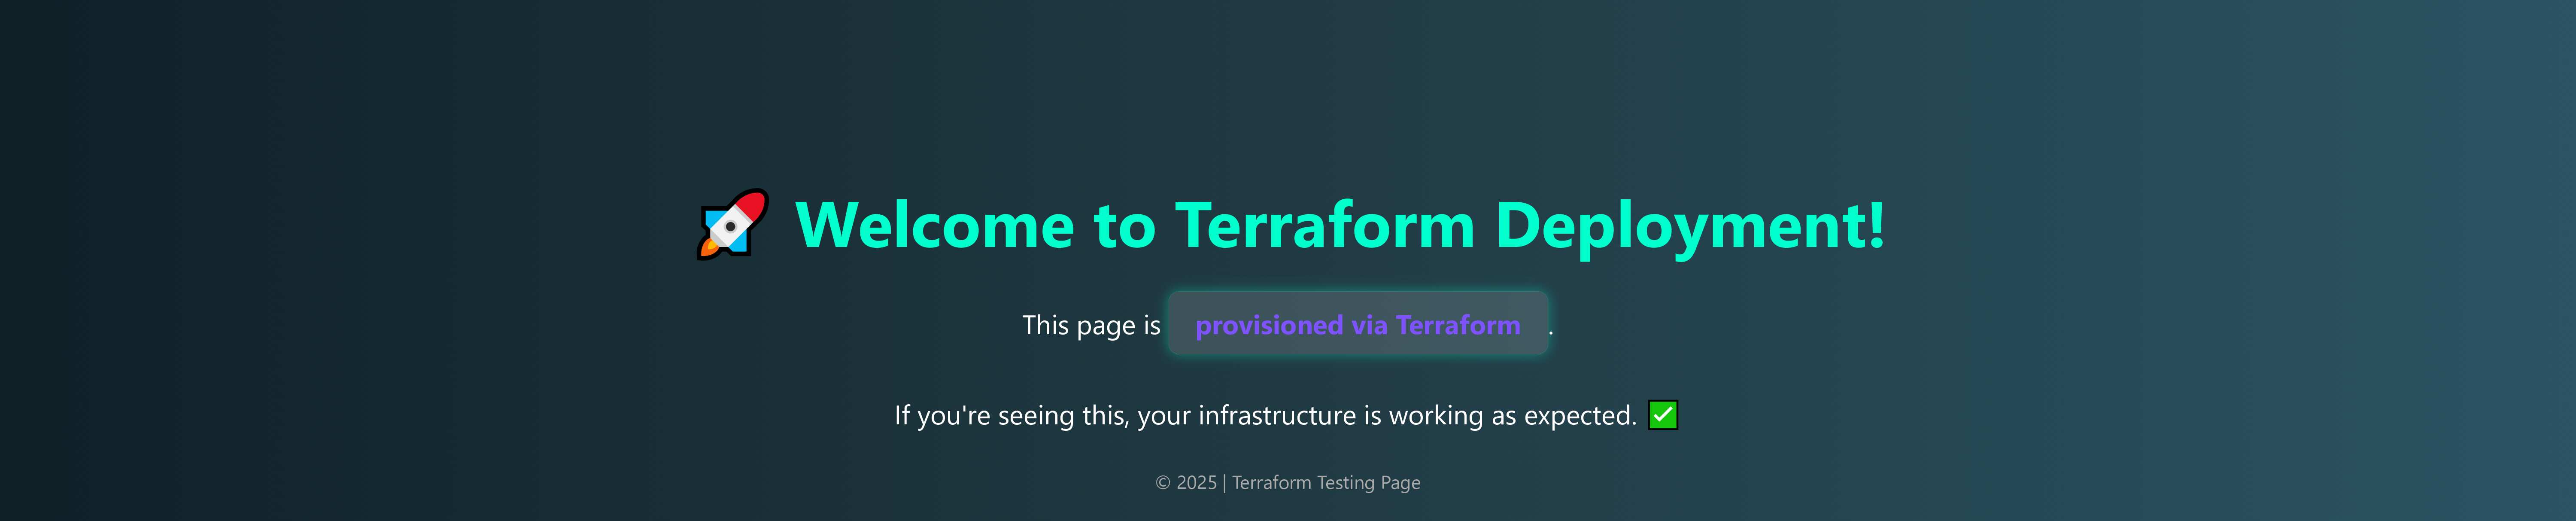 🚀 Welcome to Terraform Deployment!
This page is provisioned via Terraform.
If you're seeing this, your infrastructure is working as expected. ✅
© 2025 | Terraform Testing Page